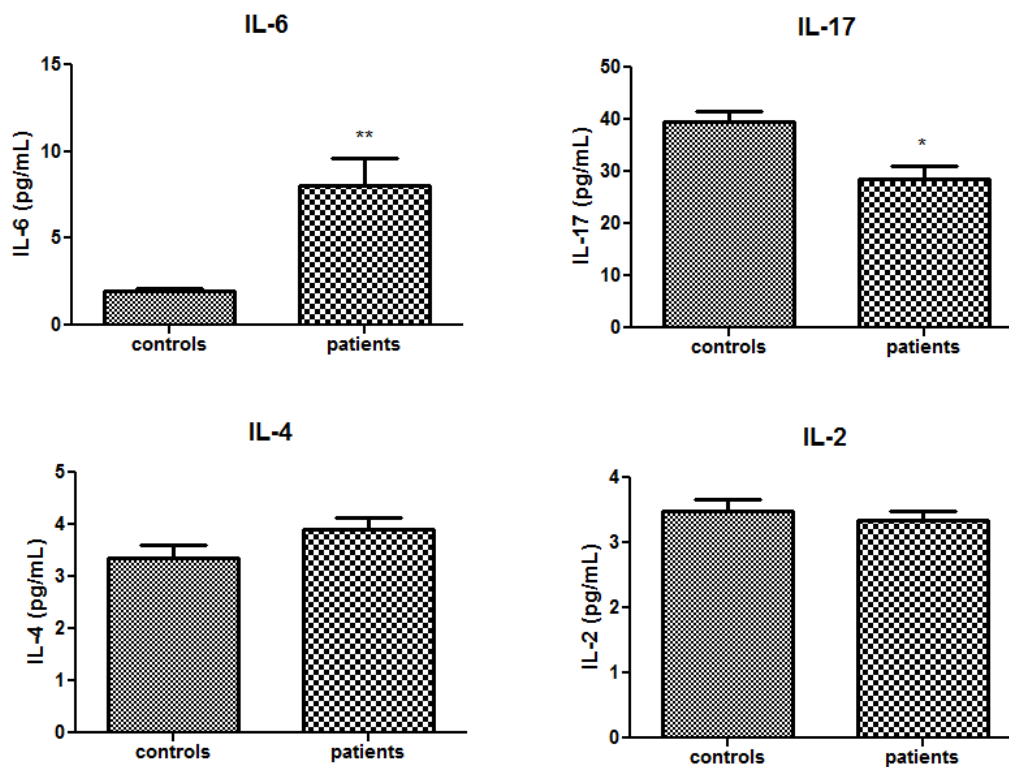 IL-6
15
10
5
0
IL-6 (pg/mL)
**
controls patients
IL-17
50
40
30
20
10
0
IL-17 (pg/mL)
*
controls patients
IL-4
5
4
3
2
1
0
IL-4 (pg/mL)
controls patients
IL-2
4
3
2
1
0
IL-2 (pg/mL)
controls patients